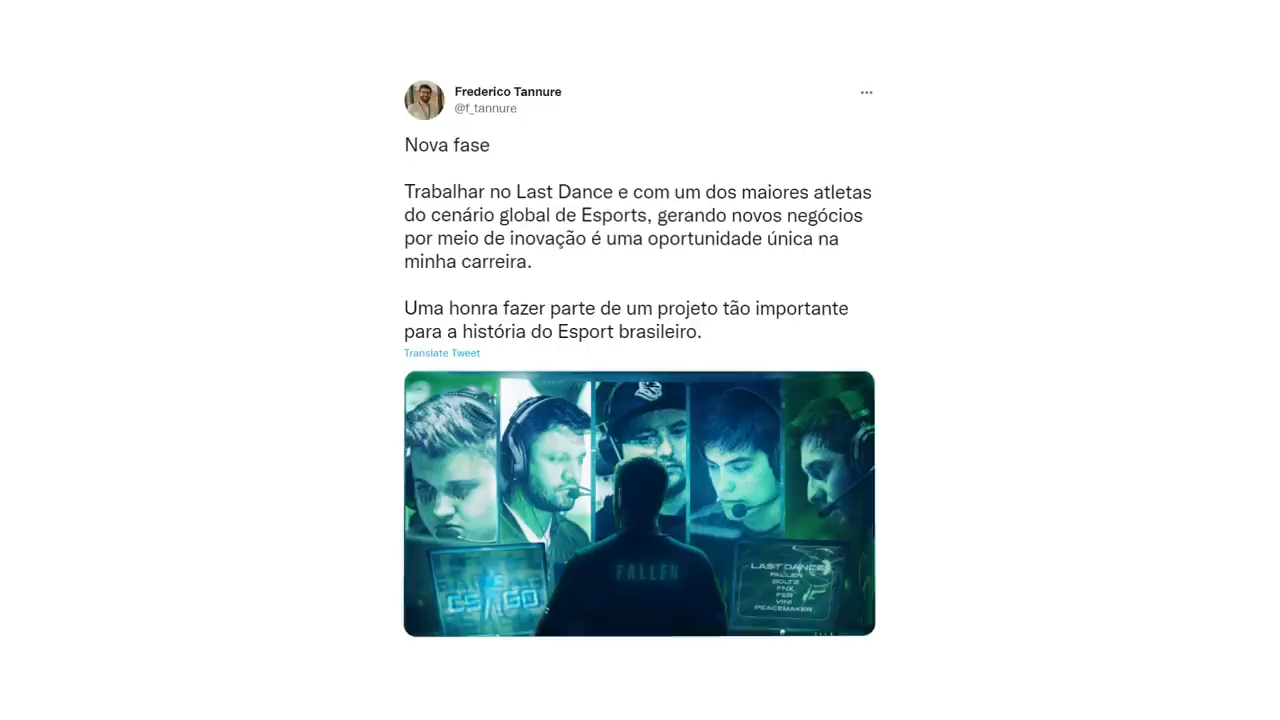 Frederico Tannure
@f_tannure
Nova fase
Trabalhar no Last Dance e com um dos maiores atletas
do cenário global de Esports, gerando novos negócios
por meio de inovação é uma oportunidade única na
minha carreira.
Uma honra fazer parte de um projeto tão importante
para a história do Esport brasileiro.
Translate Tweet
FALLEN
CS GO
LAST DANCE
FALLEN
BOLTZ
FNX
FER
VINI
PEACEMAKER